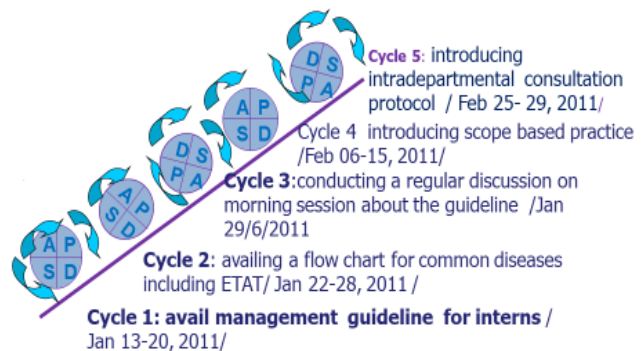 Cycle 5: introducing
intradepartmental consultation
protocol / Feb 25- 29, 2011/
Cycle 4 introducing scope based practice
/Feb 06-15, 2011/
Cycle 3:conducting a regular discussion on
morning session about the guideline /Jan
29/6/2011
Cycle 2: availing a flow chart for common diseases
including ETAT/ Jan 22-28, 2011 /
Cycle 1: avail management guideline for interns /
Jan 13-20, 2011/
D S
P A
A P
S D
D S
P A
A P
S D
A P
S D